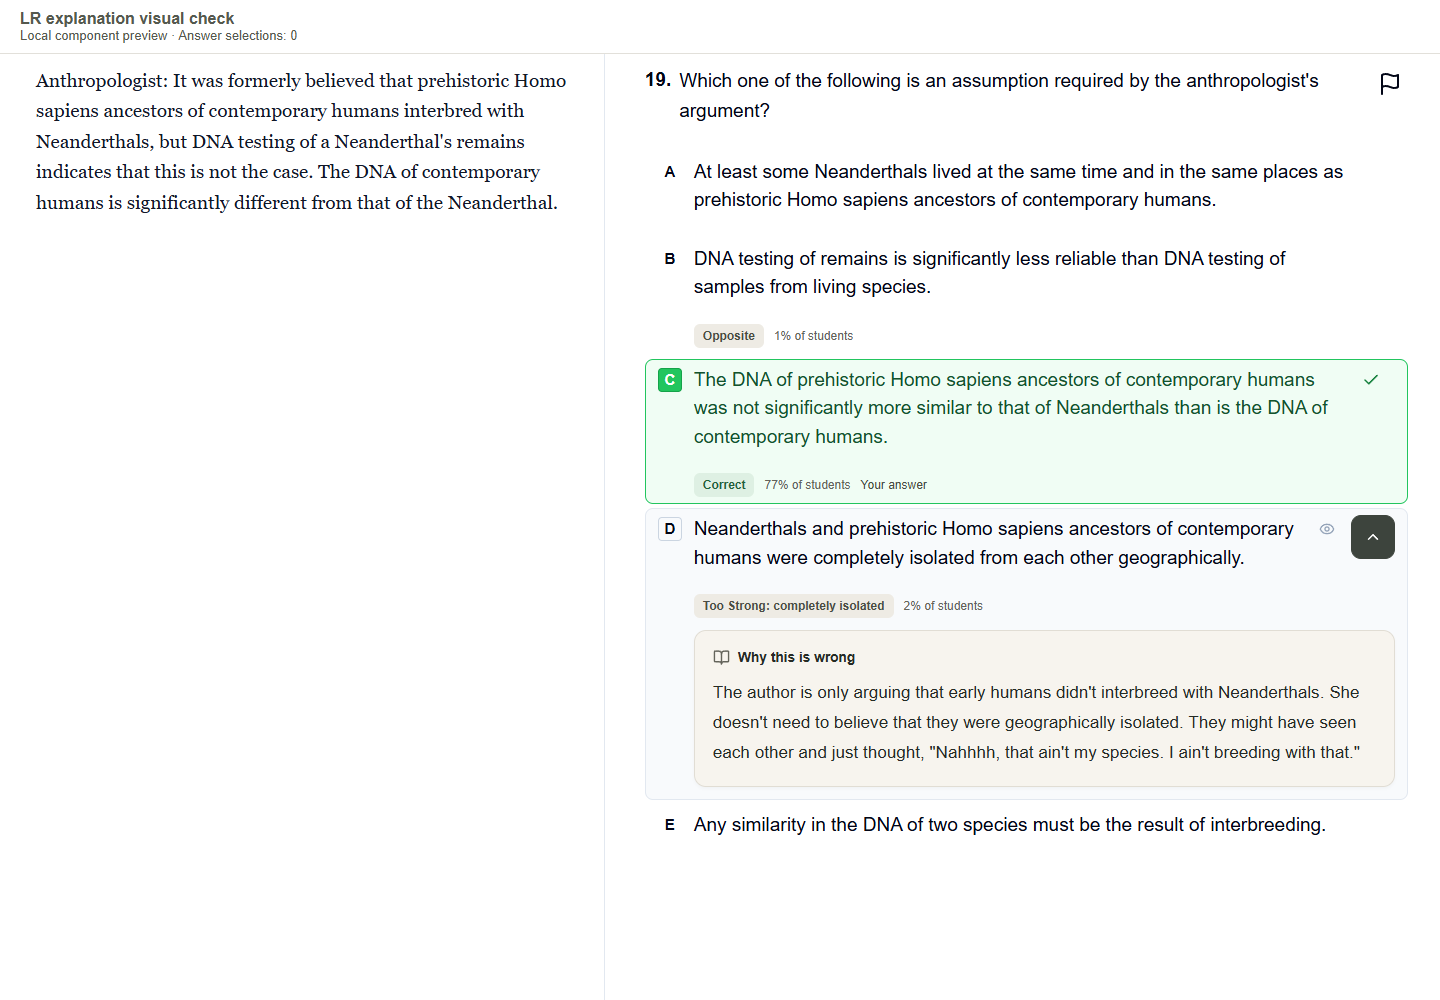 LR explanation visual check
Local component preview · Answer selections: 0
Anthropologist: It was formerly believed that prehistoric Homo
sapiens ancestors of contemporary humans interbred with
Neanderthals, but DNA testing of a Neanderthal's remains
indicates that this is not the case. The DNA of contemporary
humans is significantly different from that of the Neanderthal.
19. Which one of the following is an assumption required by the anthropologist's
argument?
A At least some Neanderthals lived at the same time and in the same places as
prehistoric Homo sapiens ancestors of contemporary humans.
B DNA testing of remains is significantly less reliable than DNA testing of
samples from living species.
Opposite 1% of students
C The DNA of prehistoric Homo sapiens ancestors of contemporary humans
was not significantly more similar to that of Neanderthals than is the DNA of
contemporary humans.
Correct 77% of students Your answer
D Neanderthals and prehistoric Homo sapiens ancestors of contemporary
humans were completely isolated from each other geographically.
Too Strong: completely isolated 2% of students
Why this is wrong
The author is only arguing that early humans didn't interbreed with Neanderthals. She
doesn't need to believe that they were geographically isolated. They might have seen
each other and just thought, "Nahhhh, that ain't my species. I ain't breeding with that."
E Any similarity in the DNA of two species must be the result of interbreeding.